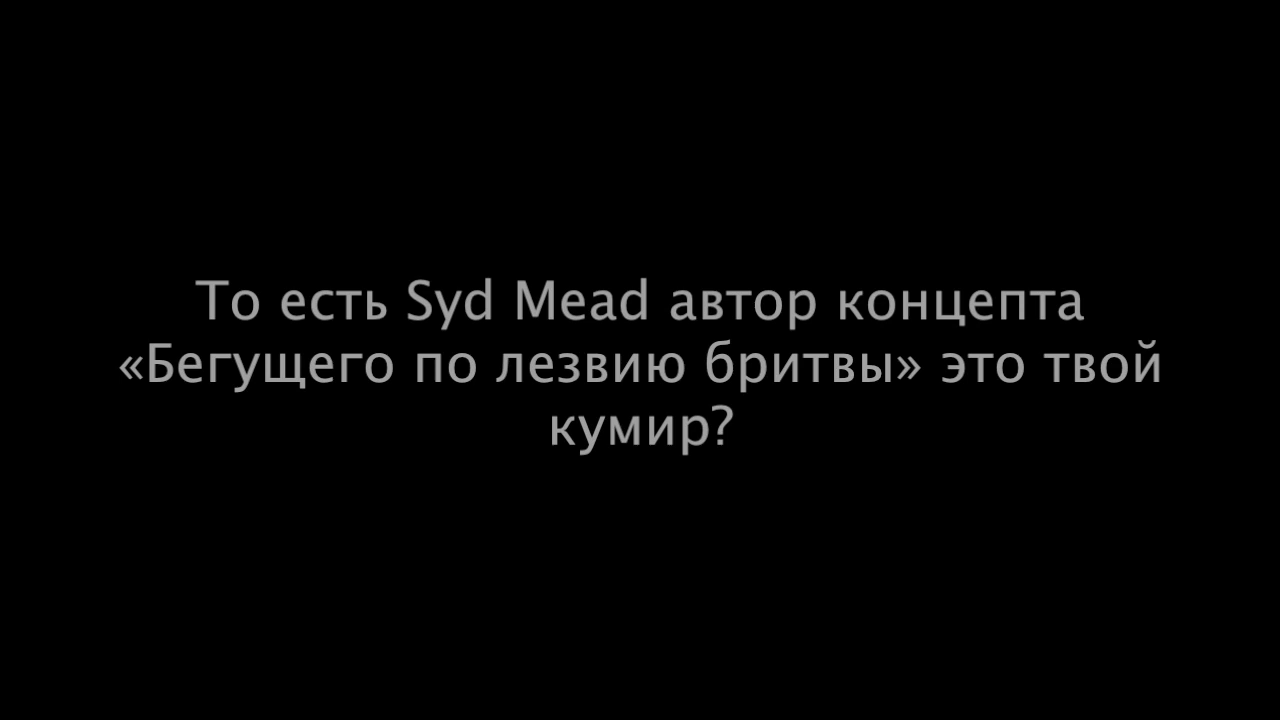 То есть Syd Mead автор концепта
«Бегущего по лезвию бритвы» это твой
кумир?